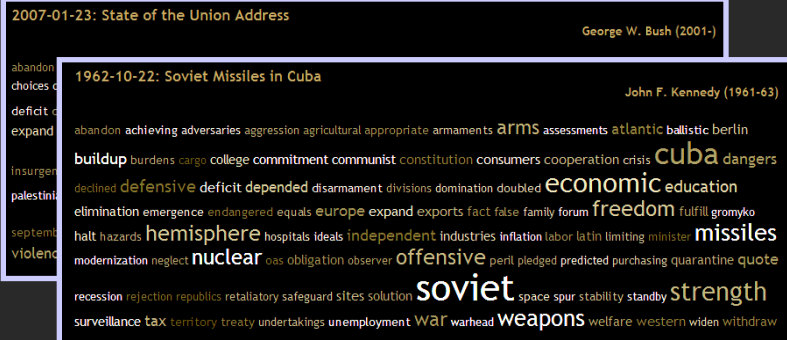 2007-01-23: State of the Union Address
George W. Bush (2001-)
abandon
choices
deficit
expand
insurgen
palestini
septemb
violenc
1962-10-22: Soviet Missiles in Cuba
John F. Kennedy (1961-63)
abandon achieving adversaries aggression agricultural appropriate armaments arms assessments atlantic ballistic berlin
buildup burdens cargo college commitment communist constitution consumers cooperation crisis cuba dangers
declined defensive deficit depended disarmament divisions domination doubled economic education
elimination emergence endangered equals europe expand exports fact false family forum freedom fulfill gromyko
halt hazards hemisphere hospitals ideals independent industries inflation labor latin limiting minister missiles
modernization neglect nuclear oas obligation observer offensive peril pledged predicted purchasing quarantine quote
recession rejection republics retaliatory safeguard sites solution soviet space spur stability standby strength
surveillance tax territory treaty undertakings unemployment war warhead weapons welfare western widen withdraw